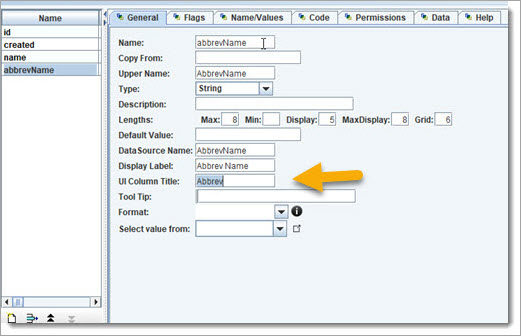 Name
General Flags Name/Values Code Permissions Data Help
id
created
name
abbrevName
Name: abbrevName
Copy From:
Upper Name: AbbrevName
Type: String
Description:
Lengths: Max: 8 Min: Display: 5 MaxDisplay: 8 Grid: 6
Default Value:
DataSource Name: AbbrevName
Display Label: Abbrev Name
UI Column Title: Abbrev
Tool Tip:
Format:
Select value from: